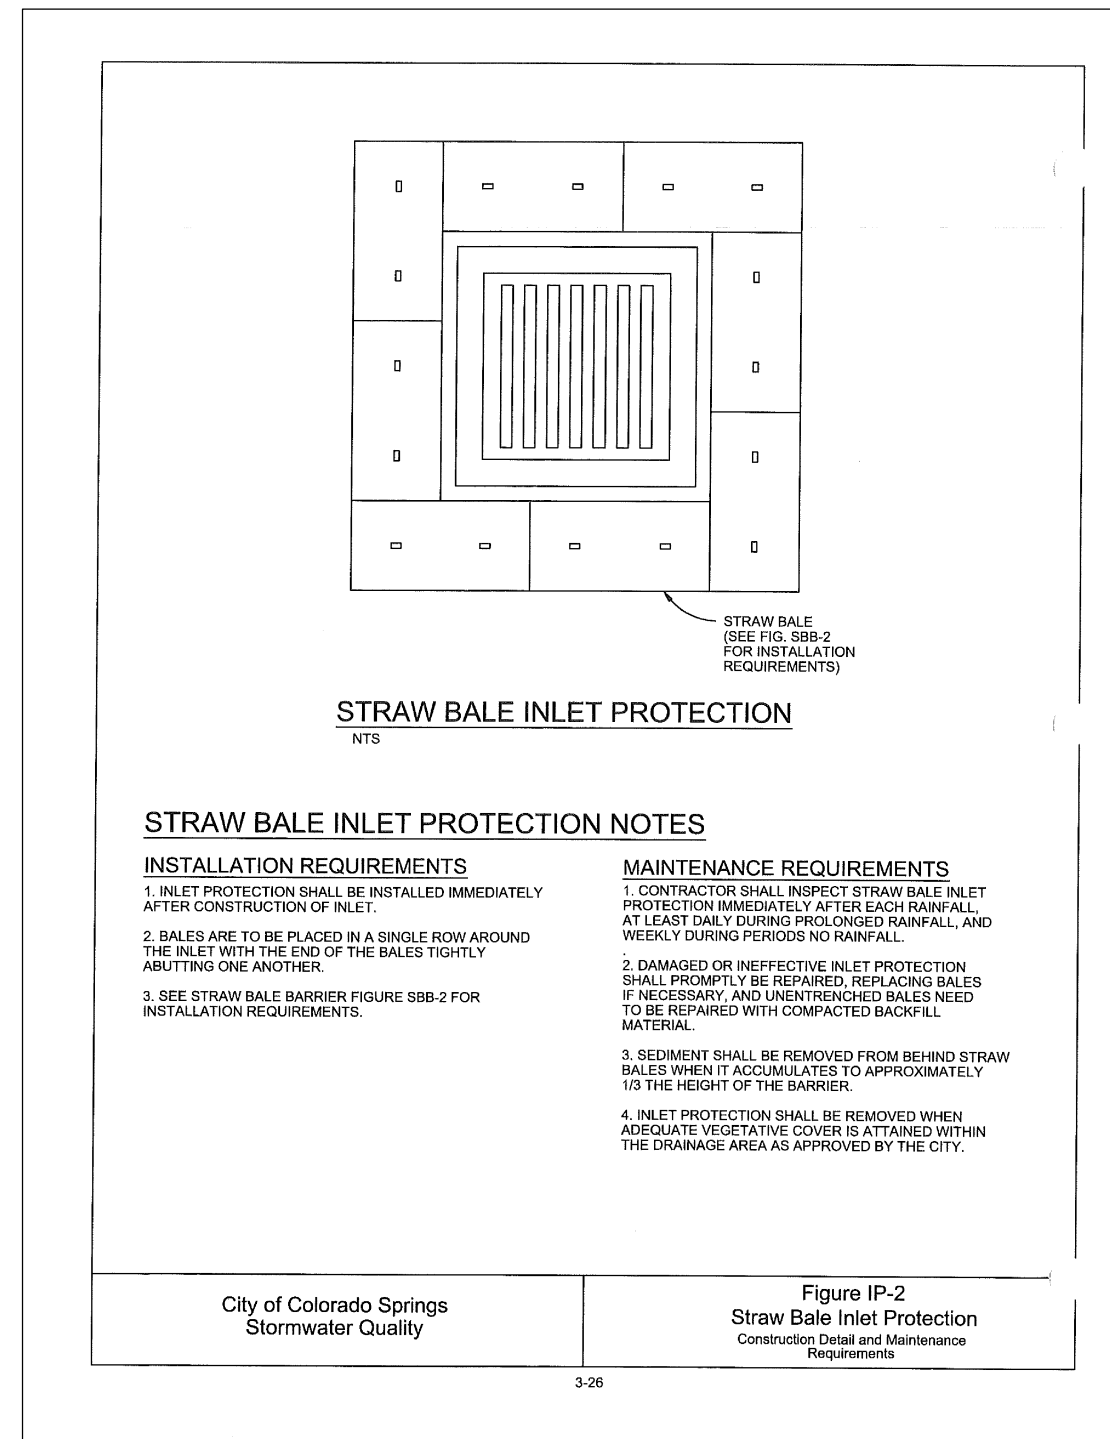 STRAW BALE
(SEE FIG. SBB-2
FOR INSTALLATION
REQUIREMENTS)
STRAW BALE INLET PROTECTION
NTS
STRAW BALE INLET PROTECTION NOTES
INSTALLATION REQUIREMENTS
1. INLET PROTECTION SHALL BE INSTALLED IMMEDIATELY
AFTER CONSTRUCTION OF INLET.
2. BALES ARE TO BE PLACED IN A SINGLE ROW AROUND
THE INLET WITH THE END OF THE BALES TIGHTLY
ABUTTING ONE ANOTHER.
3. SEE STRAW BALE BARRIER FIGURE SBB-2 FOR
INSTALLATION REQUIREMENTS.
MAINTENANCE REQUIREMENTS
1. CONTRACTOR SHALL INSPECT STRAW BALE INLET
PROTECTION IMMEDIATELY AFTER EACH RAINFALL,
AT LEAST DAILY DURING PROLONGED RAINFALL, AND
WEEKLY DURING PERIODS NO RAINFALL.
.
2. DAMAGED OR INEFFECTIVE INLET PROTECTION
SHALL PROMPTLY BE REPAIRED, REPLACING BALES
IF NECESSARY, AND UNENTRENCHED BALES NEED
TO BE REPAIRED WITH COMPACTED BACKFILL
MATERIAL.
3. SEDIMENT SHALL BE REMOVED FROM BEHIND STRAW
BALES WHEN IT ACCUMULATES TO APPROXIMATELY
1/3 THE HEIGHT OF THE BARRIER.
4. INLET PROTECTION SHALL BE REMOVED WHEN
ADEQUATE VEGETATIVE COVER IS ATTAINED WITHIN
THE DRAINAGE AREA AS APPROVED BY THE CITY.
City of Colorado Springs
Stormwater Quality
Figure IP-2
Straw Bale Inlet Protection
Construction Detail and Maintenance
Requirements
3-26